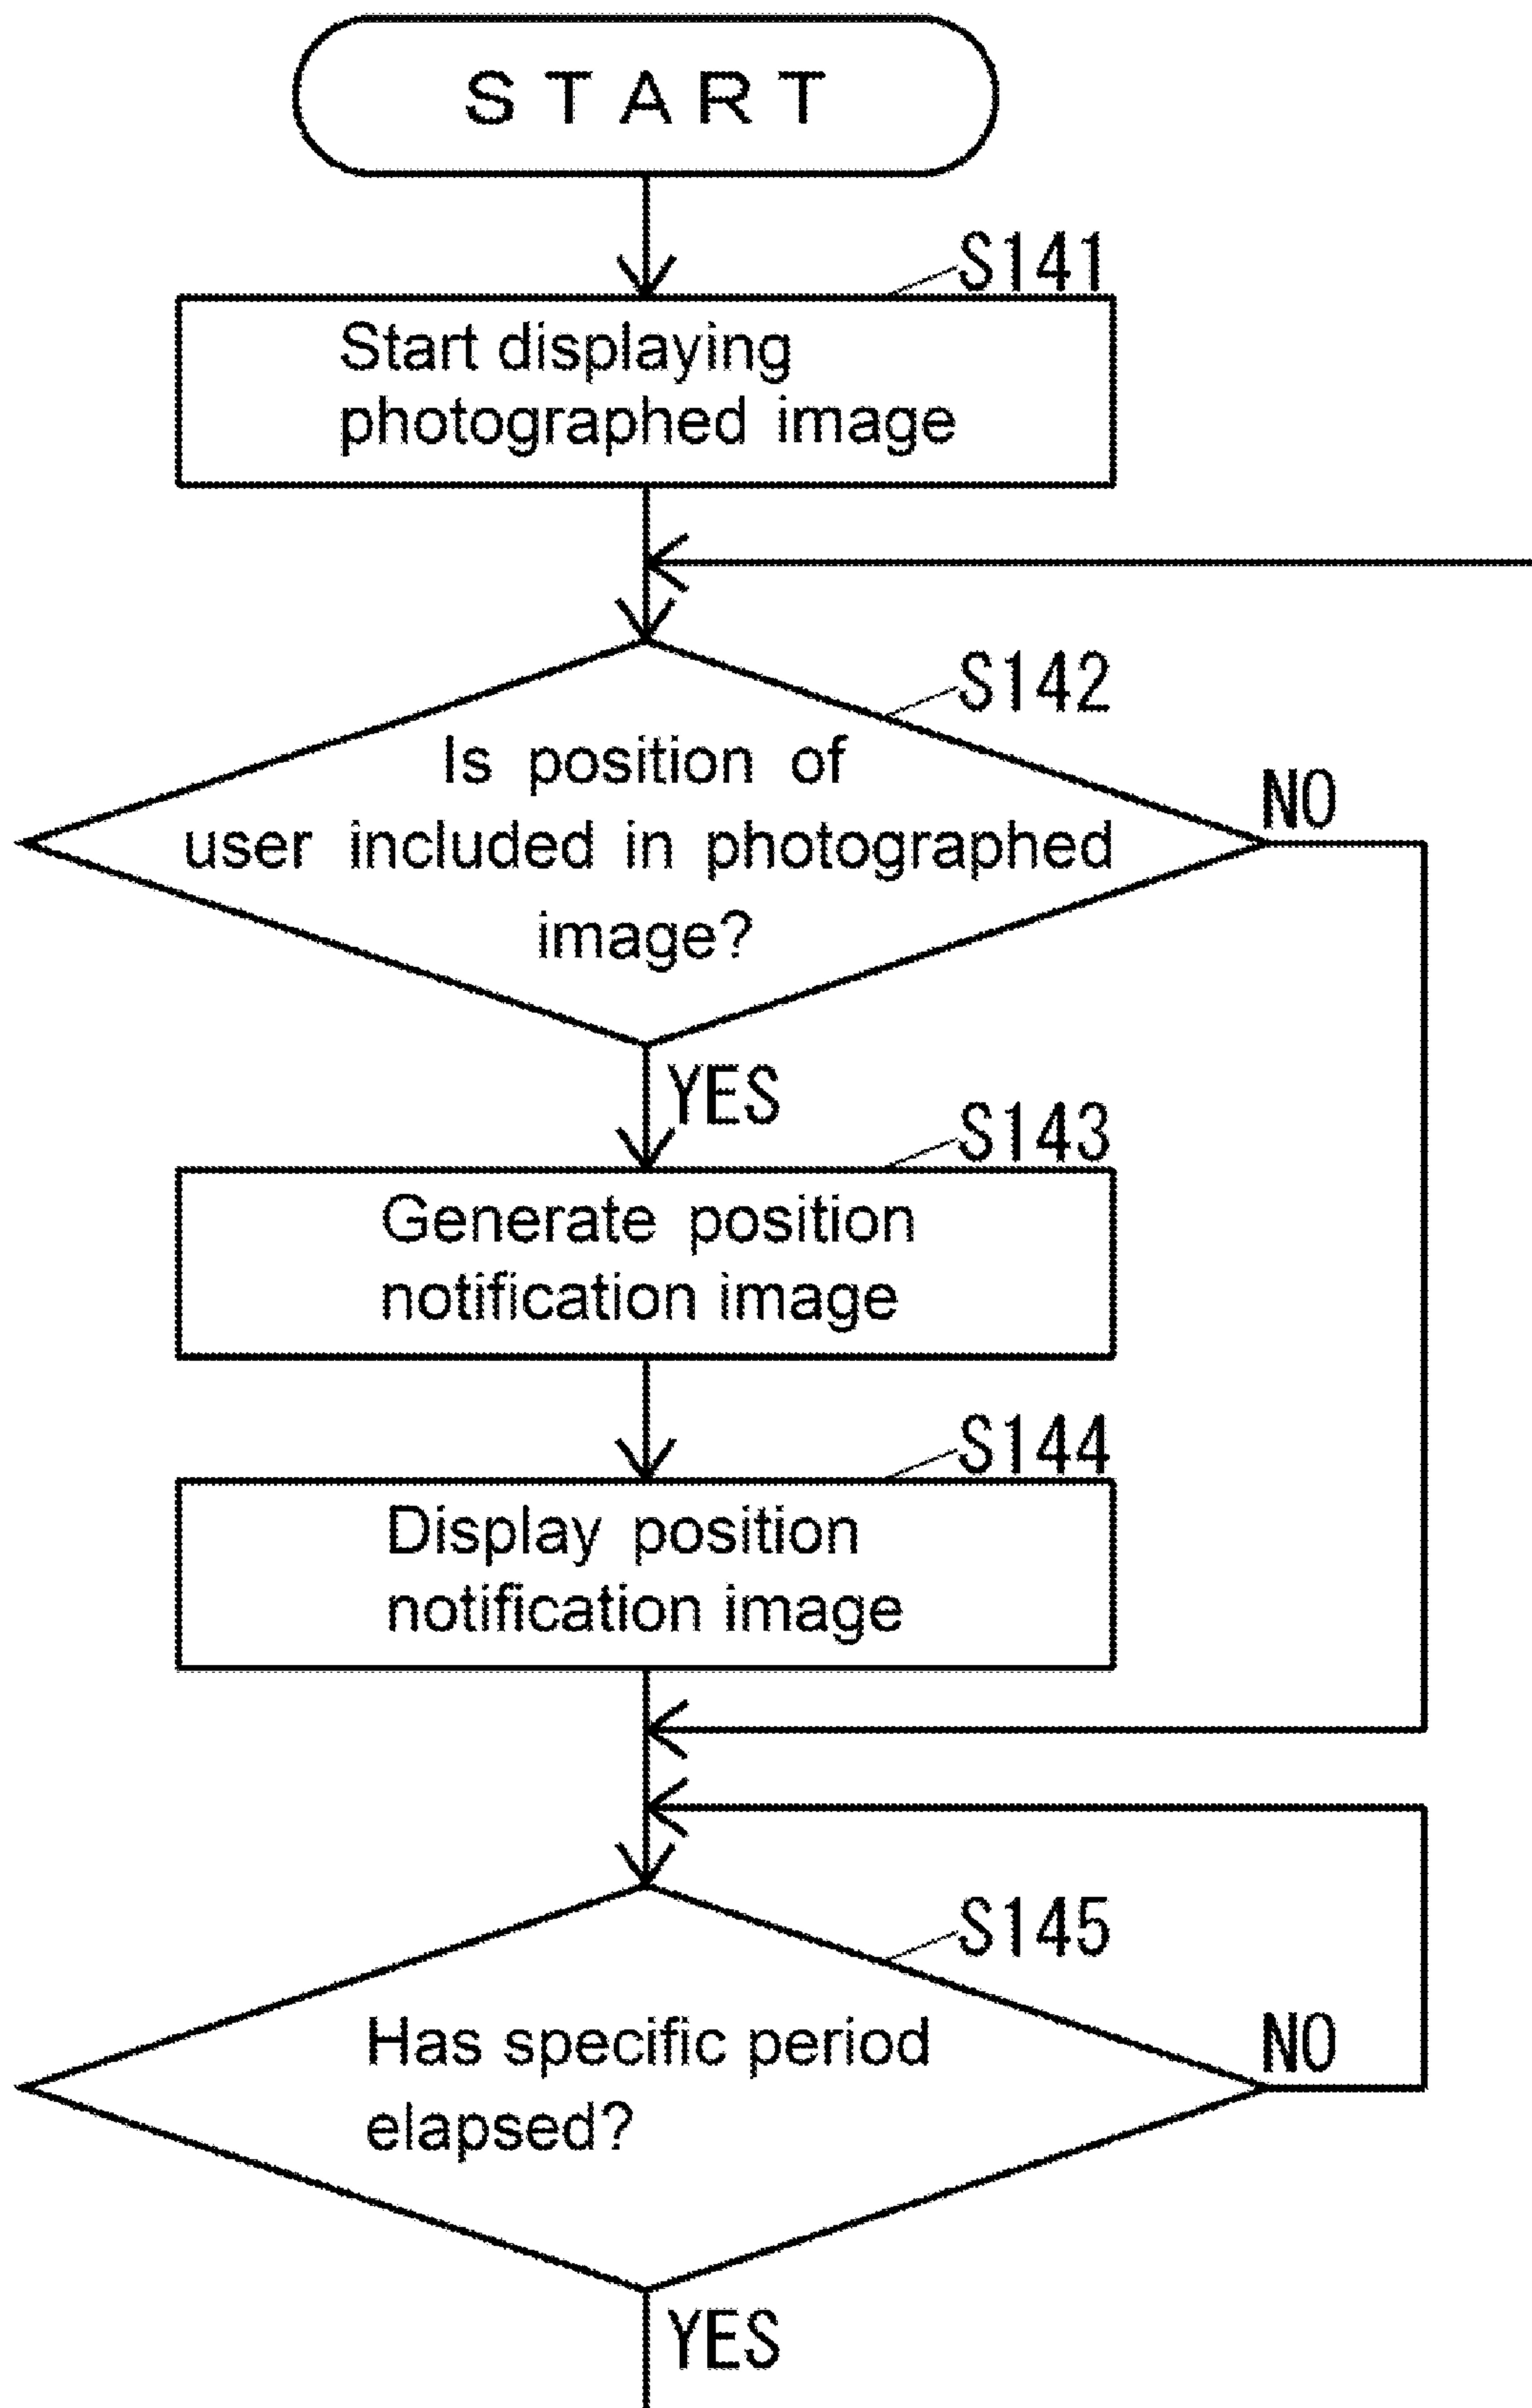 START
S141
Start displaying
photographed image
S142
Is position of
user included in photographed
image?
NO
YES
S143
Generate position
notification image
S144
Display position
notification image
S145
Has specific period
elapsed?
NO
YES